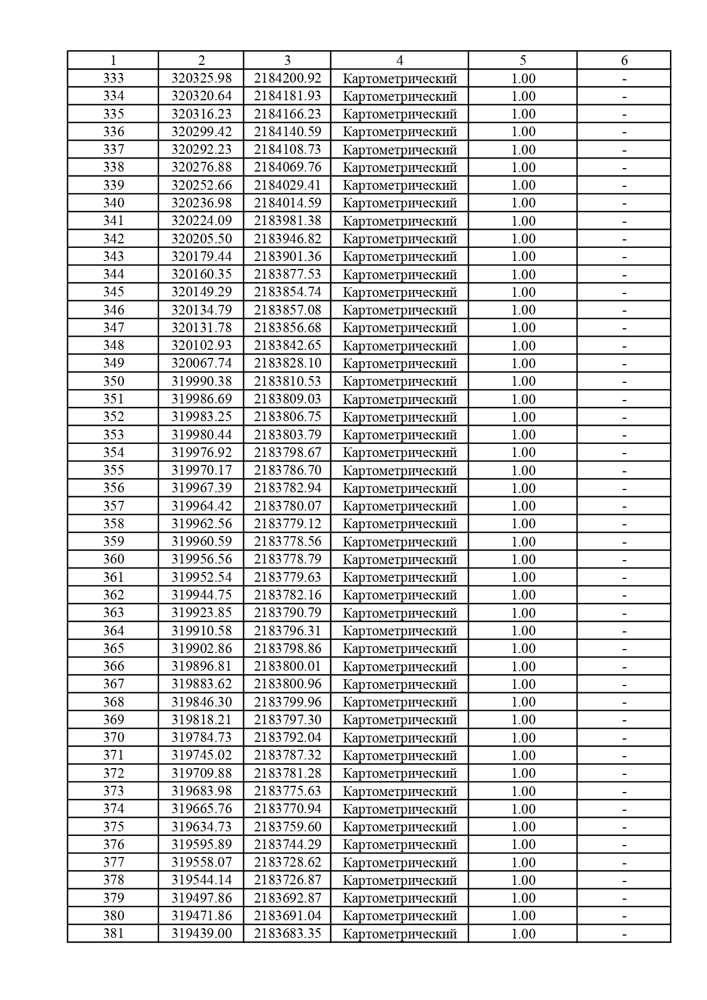 1 2 3 4 5 6
333 320325.98 2184200.92 Картометрический 1.00 -
334 320320.64 2184181.93 Картометрический 1.00 -
335 320316.23 2184166.23 Картометрический 1.00 -
336 320299.42 2184140.59 Картометрический 1.00 -
337 320292.23 2184108.73 Картометрический 1.00 -
338 320276.88 2184069.76 Картометрический 1.00 -
339 320252.66 2184029.41 Картометрический 1.00 -
340 320236.98 2184014.59 Картометрический 1.00 -
341 320224.09 2183981.38 Картометрический 1.00 -
342 320205.50 2183946.82 Картометрический 1.00 -
343 320179.44 2183901.36 Картометрический 1.00 -
344 320160.35 2183877.53 Картометрический 1.00 -
345 320149.29 2183854.74 Картометрический 1.00 -
346 320134.79 2183857.08 Картометрический 1.00 -
347 320131.78 2183856.68 Картометрический 1.00 -
348 320102.93 2183842.65 Картометрический 1.00 -
349 320067.74 2183828.10 Картометрический 1.00 -
350 319990.38 2183810.53 Картометрический 1.00 -
351 319986.69 2183809.03 Картометрический 1.00 -
352 319983.25 2183806.75 Картометрический 1.00 -
353 319980.44 2183803.79 Картометрический 1.00 -
354 319976.92 2183798.67 Картометрический 1.00 -
355 319970.17 2183786.70 Картометрический 1.00 -
356 319967.39 2183782.94 Картометрический 1.00 -
357 319964.42 2183780.07 Картометрический 1.00 -
358 319962.56 2183779.12 Картометрический 1.00 -
359 319960.59 2183778.56 Картометрический 1.00 -
360 319956.56 2183778.79 Картометрический 1.00 -
361 319952.54 2183779.63 Картометрический 1.00 -
362 319944.75 2183782.16 Картометрический 1.00 -
363 319923.85 2183790.79 Картометрический 1.00 -
364 319910.58 2183796.31 Картометрический 1.00 -
365 319902.86 2183798.86 Картометрический 1.00 -
366 319896.81 2183800.01 Картометрический 1.00 -
367 319883.62 2183800.96 Картометрический 1.00 -
368 319846.30 2183799.96 Картометрический 1.00 -
369 319818.21 2183797.30 Картометрический 1.00 -
370 319784.73 2183792.04 Картометрический 1.00 -
371 319745.02 2183787.32 Картометрический 1.00 -
372 319709.88 2183781.28 Картометрический 1.00 -
373 319683.98 2183775.63 Картометрический 1.00 -
374 319665.76 2183770.94 Картометрический 1.00 -
375 319634.73 2183759.60 Картометрический 1.00 -
376 319595.89 2183744.29 Картометрический 1.00 -
377 319558.07 2183728.62 Картометрический 1.00 -
378 319544.14 2183726.87 Картометрический 1.00 -
379 319497.86 2183692.87 Картометрический 1.00 -
380 319471.86 2183691.04 Картометрический 1.00 -
381 319439.00 2183683.35 Картометрический 1.00 -